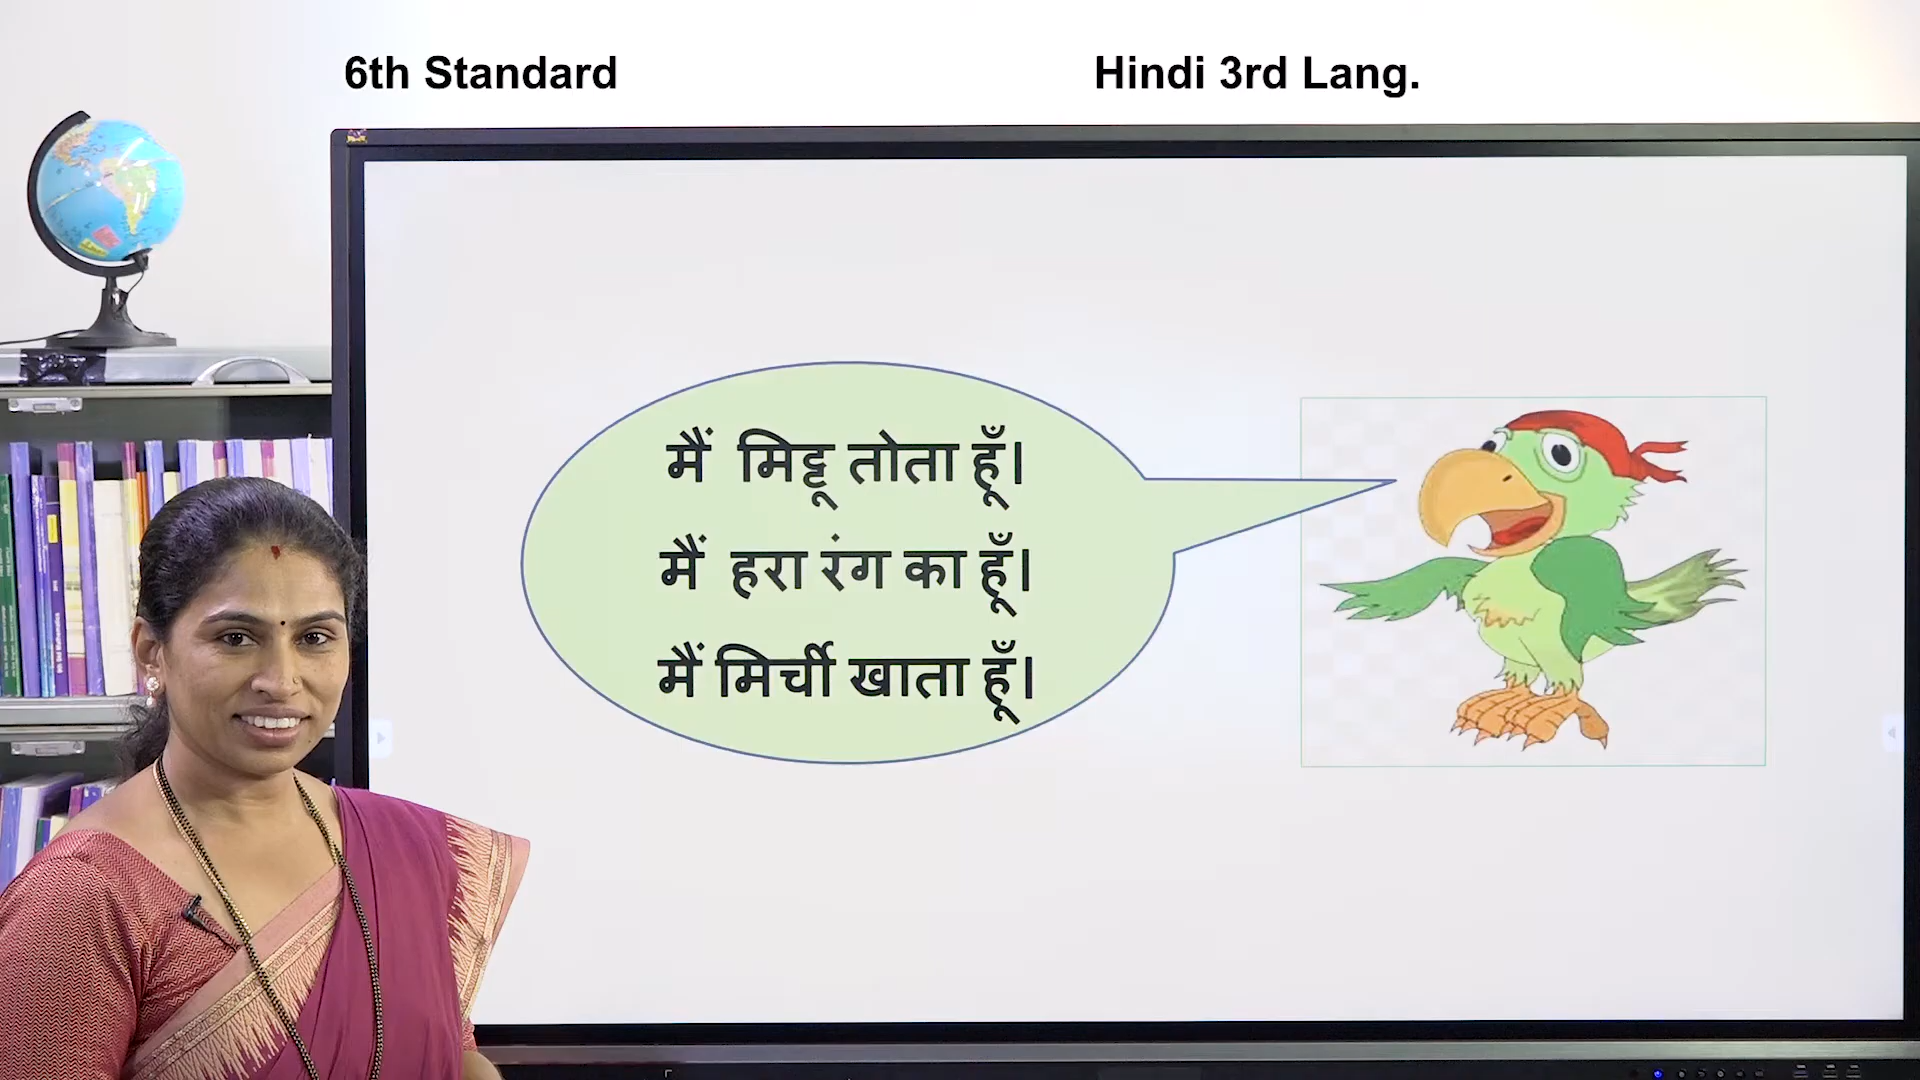 6th Standard
Hindi 3rd Lang.
मैं मिट्टू तोता हूँ।
मैं हरा रंग का हूँ।
मैं मिर्ची खाता हूँ।